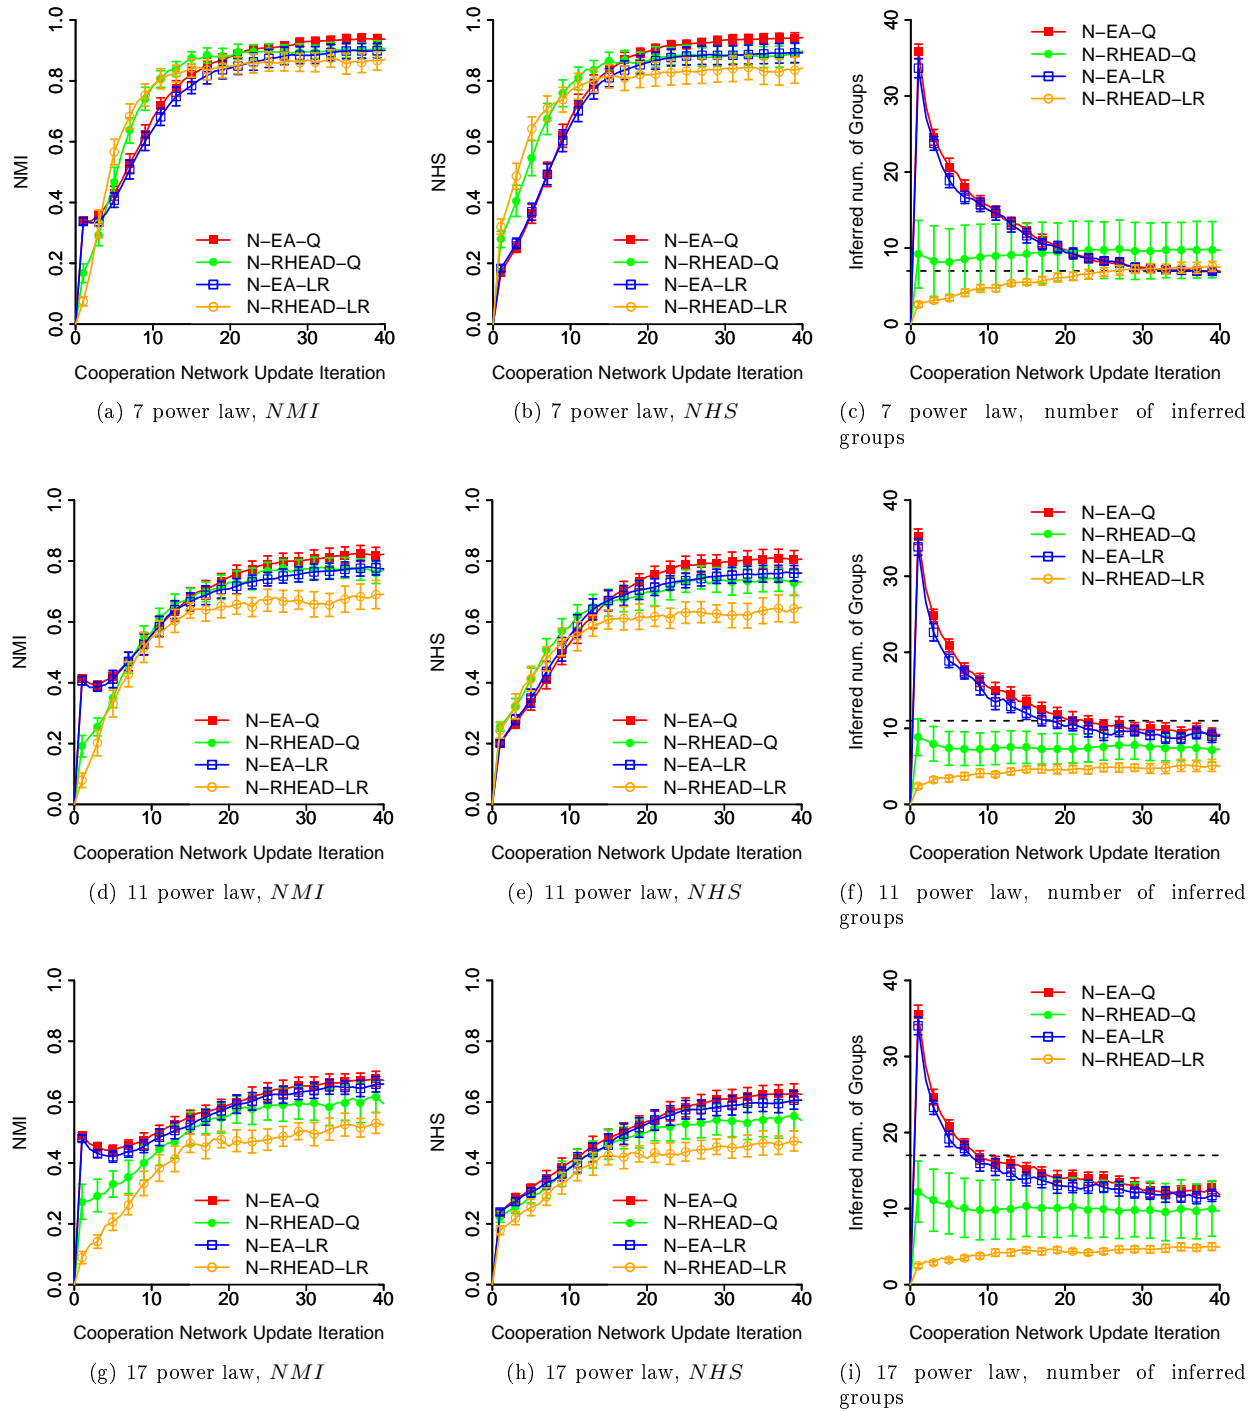 NMI
0.0 0.2 0.4 0.6 0.8 1.0
N−EA−Q
N−RHEAD−Q
N−EA−LR
N−RHEAD−LR
0 10 20 30 40
Cooperation Network Update Iteration
(a) 7 power law, NMI
NHS
0.0 0.2 0.4 0.6 0.8 1.0
N−EA−Q
N−RHEAD−Q
N−EA−LR
N−RHEAD−LR
0 10 20 30 40
Cooperation Network Update Iteration
(b) 7 power law, NHS
Inferred num. of Groups
0 10 20 30 40
N−EA−Q
N−RHEAD−Q
N−EA−LR
N−RHEAD−LR
0 10 20 30 40
Cooperation Network Update Iteration
(c) 7 power law, number of inferred
groups
NMI
0.0 0.2 0.4 0.6 0.8 1.0
N−EA−Q
N−RHEAD−Q
N−EA−LR
N−RHEAD−LR
0 10 20 30 40
Cooperation Network Update Iteration
(d) 11 power law, NMI
NHS
0.0 0.2 0.4 0.6 0.8 1.0
N−EA−Q
N−RHEAD−Q
N−EA−LR
N−RHEAD−LR
0 10 20 30 40
Cooperation Network Update Iteration
(e) 11 power law, NHS
Inferred num. of Groups
0 10 20 30 40
N−EA−Q
N−RHEAD−Q
N−EA−LR
N−RHEAD−LR
0 10 20 30 40
Cooperation Network Update Iteration
(f) 11 power law, number of inferred
groups
NMI
0.0 0.2 0.4 0.6 0.8 1.0
N−EA−Q
N−RHEAD−Q
N−EA−LR
N−RHEAD−LR
0 10 20 30 40
Cooperation Network Update Iteration
(g) 17 power law, NMI
NHS
0.0 0.2 0.4 0.6 0.8 1.0
N−EA−Q
N−RHEAD−Q
N−EA−LR
N−RHEAD−LR
0 10 20 30 40
Cooperation Network Update Iteration
(h) 17 power law, NHS
Inferred num. of Groups
0 10 20 30 40
N−EA−Q
N−RHEAD−Q
N−EA−LR
N−RHEAD−LR
0 10 20 30 40
Cooperation Network Update Iteration
(i) 17 power law, number of inferred
groups